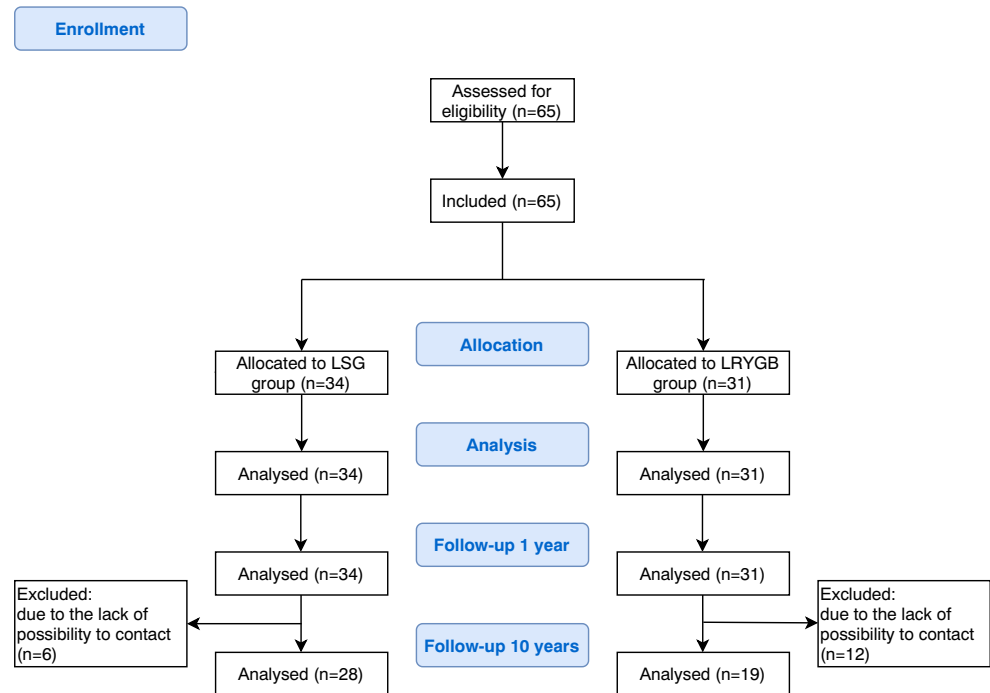 Enrollment
Assessed for
eligibility (n=65)
Included (n=65)
Allocation
Allocated to LSG
group (n=34)
Allocated to LRYGB
group (n=31)
Analysis
Analysed (n=34)
Analysed (n=31)
Follow-up 1 year
Analysed (n=34)
Analysed (n=31)
Excluded:
due to the lack of
possibility to contact
(n=6)
Excluded:
due to the lack of
possibility to contact
(n=12)
Follow-up 10 years
Analysed (n=28)
Analysed (n=19)